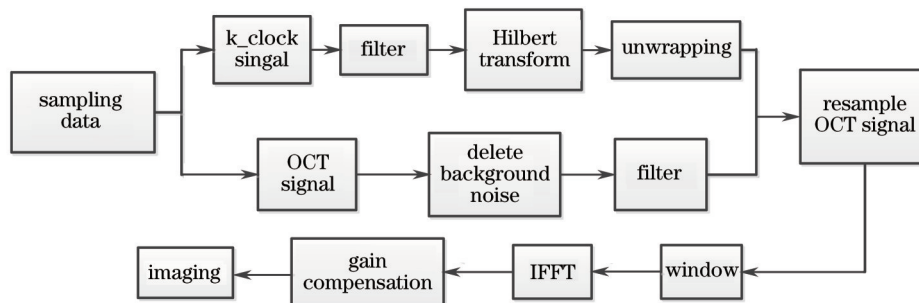 sampling
data
k_clock
singal
filter
Hilbert
transform
unwrapping
OCT
signal
delete
background
noise
filter
resample
OCT signal
window
IFFT
gain
compensation
imaging